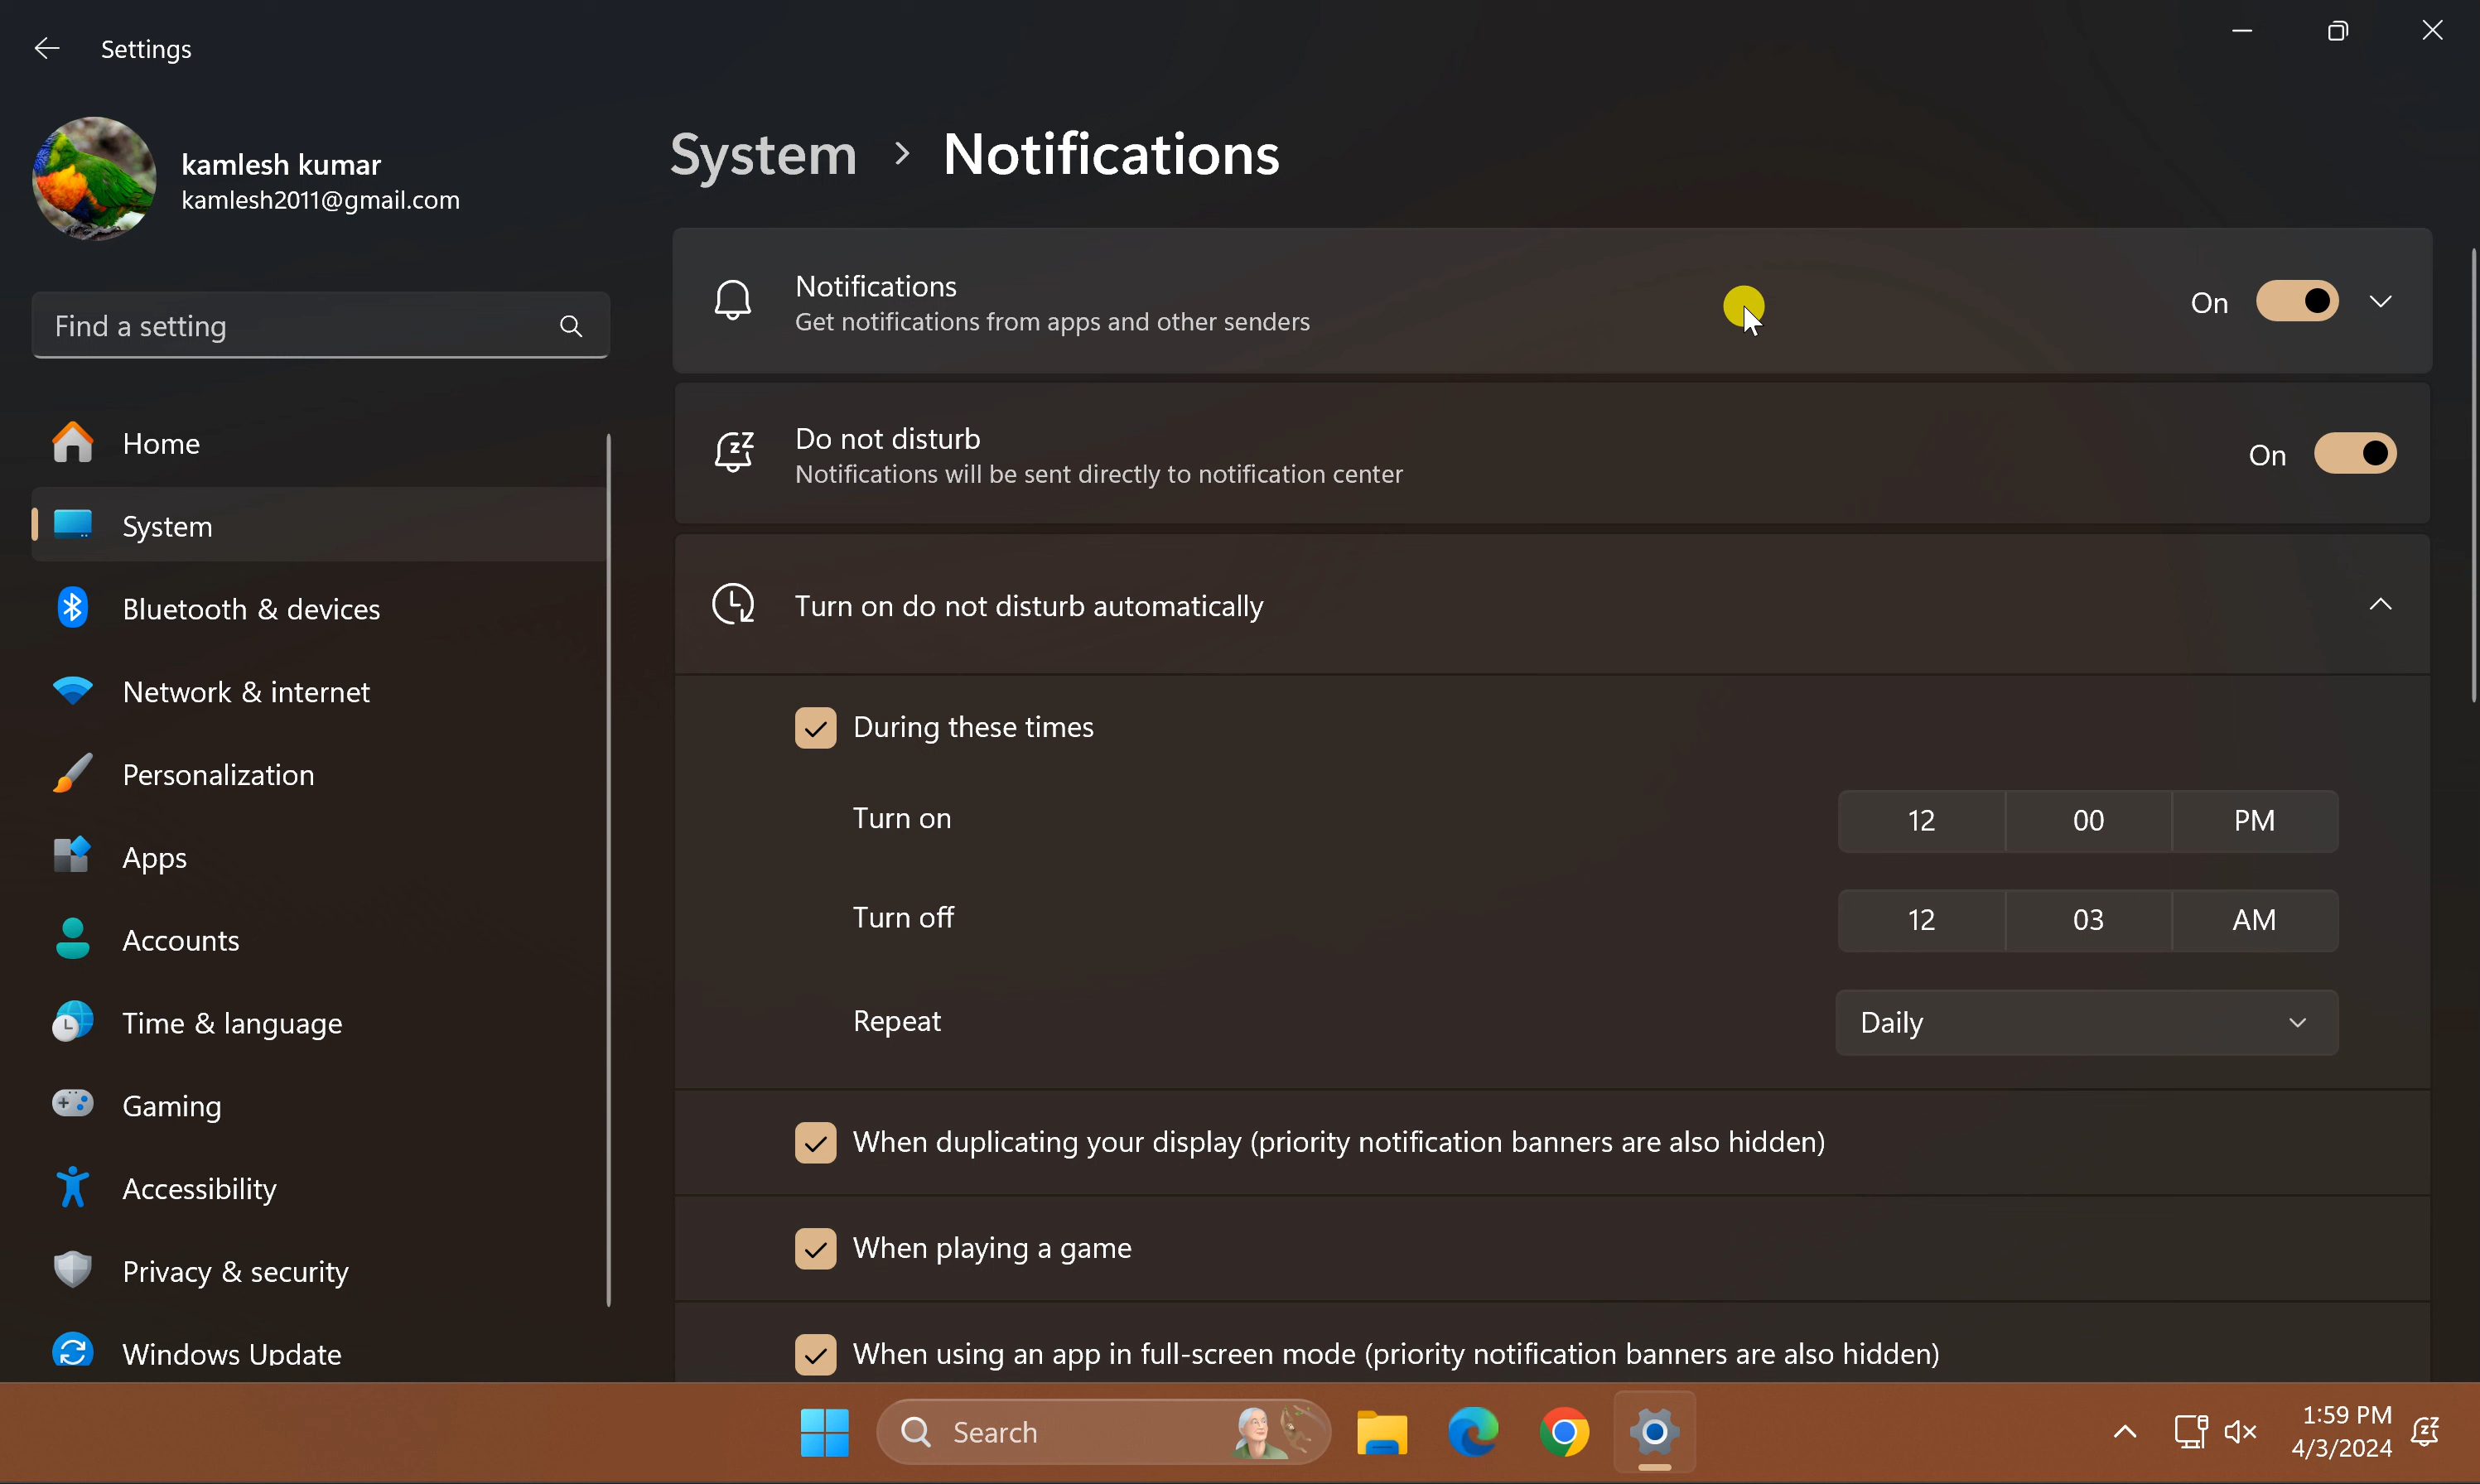 Settings
kamlesh kumar
kamlesh2011@gmail.com
Find a setting
Home
System
Bluetooth & devices
Network & internet
Personalization
Apps
Accounts
Time & language
Gaming
Accessibility
Privacy & security
Windows Update
System > Notifications
Notifications
Get notifications from apps and other senders
On
Do not disturb
Notifications will be sent directly to notification center
On
Turn on do not disturb automatically
During these times
Turn on 12 00 PM
Turn off 12 03 AM
Repeat Daily
When duplicating your display (priority notification banners are also hidden)
When playing a game
When using an app in full-screen mode (priority notification banners are also hidden)
Search
1:59 PM
4/3/2024